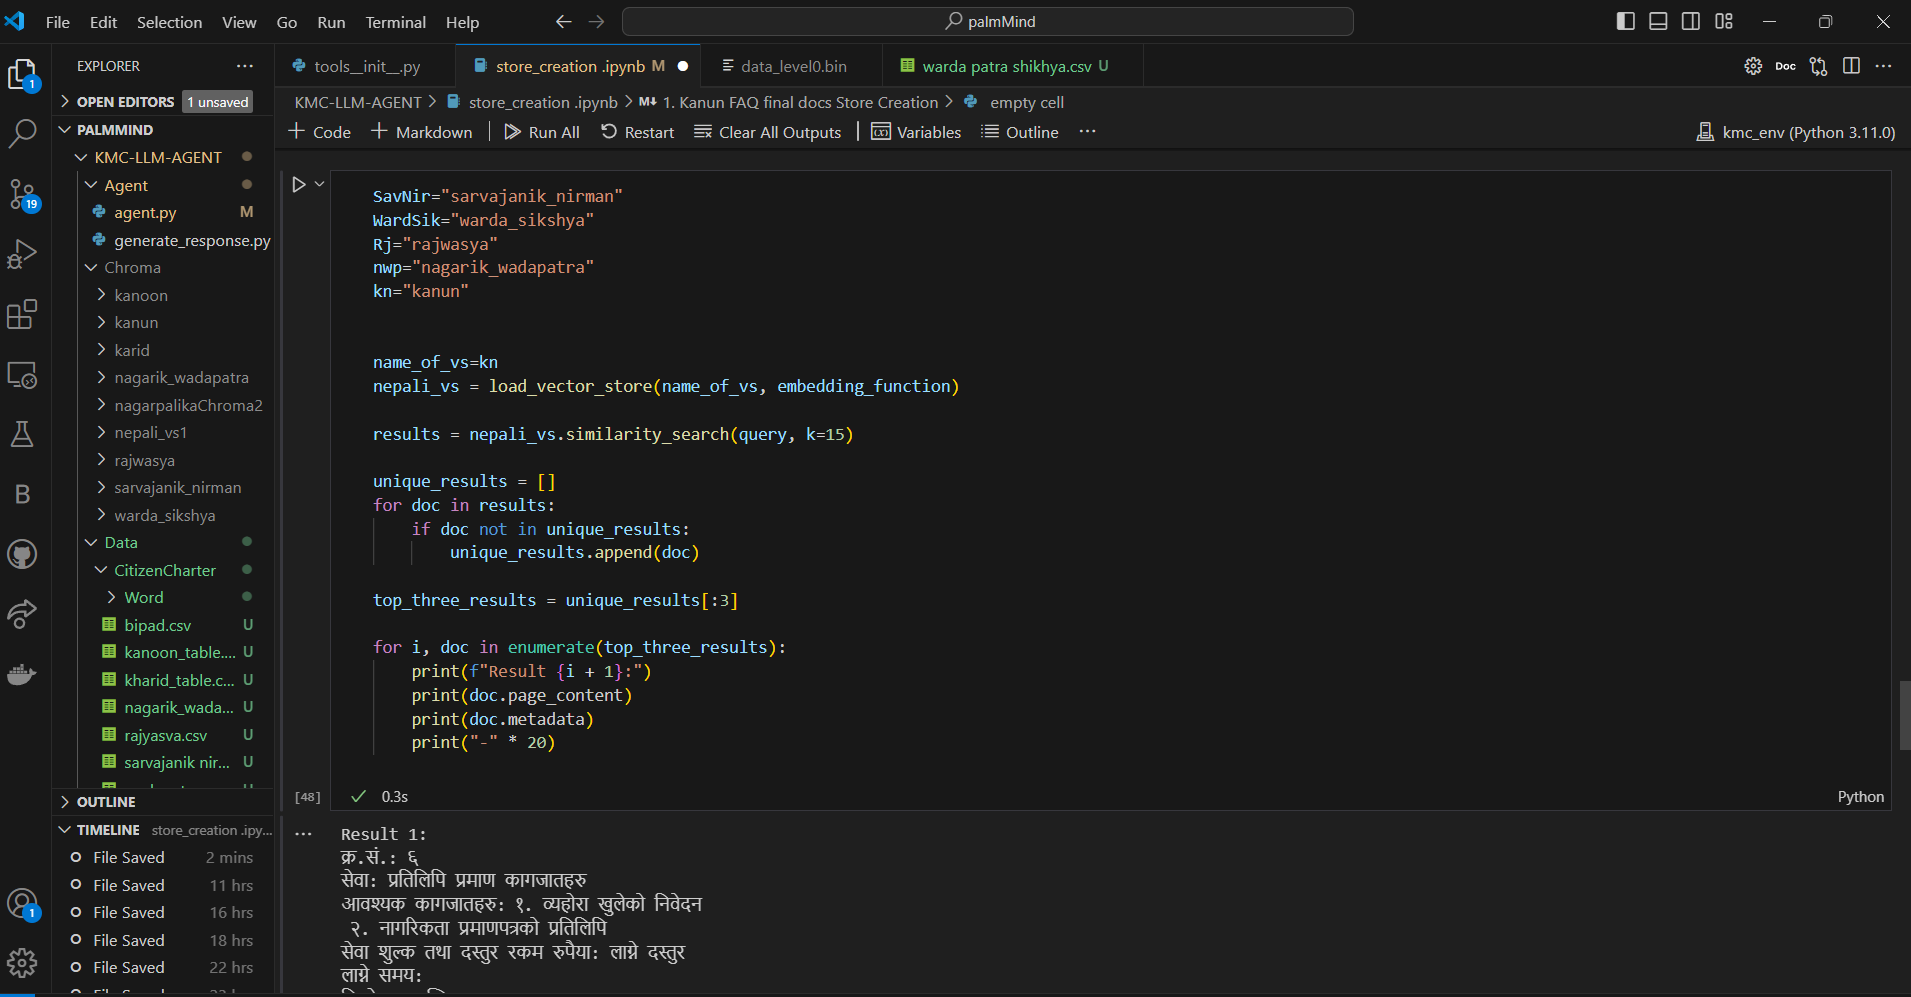 File Edit Selection View Go Run Terminal Help
palmMind
EXPLORER
OPEN EDITORS 1 unsaved
PALMMIND
KMC-LLM-AGENT
Agent
agent.py M
generate_response.py
Chroma
kanoon
kanun
karid
nagarik_wadapatra
nagarpalikaChroma2
nepali_vs1
rajwasya
sarvajanik_nirman
warda_sikshya
Data
CitizenCharter
Word
bipad.csv U
kanoon_table.... U
kharid_table.c... U
nagarik_wada... U
rajyasva.csv U
sarvajanik nir... U
OUTLINE
TIMELINE store_creation .ipy...
File Saved 2 mins
File Saved 11 hrs
File Saved 16 hrs
File Saved 18 hrs
File Saved 22 hrs
1
19
B
1
tools__init__.py
store_creation .ipynb M
data_level0.bin
warda patra shikhya.csv U
Doc
KMC-LLM-AGENT > store_creation .ipynb > M↓ 1. Kanun FAQ final docs Store Creation > empty cell
+ Code + Markdown | Run All Restart Clear All Outputs | Variables Outline ...
kmc_env (Python 3.11.0)
SavNir="sarvajanik_nirman"
WardSik="warda_sikshya"
Rj="rajwasya"
nwp="nagarik_wadapatra"
kn="kanun"
name_of_vs=kn
nepali_vs = load_vector_store(name_of_vs, embedding_function)
results = nepali_vs.similarity_search(query, k=15)
unique_results = []
for doc in results:
if doc not in unique_results:
unique_results.append(doc)
top_three_results = unique_results[:3]
for i, doc in enumerate(top_three_results):
print(f"Result {i + 1}:")
print(doc.page_content)
print(doc.metadata)
print("-" * 20)
[48] 0.3s
Python
Result 1:
क्र.सं.: ६
सेवा: प्रतिलिपि प्रमाण कागजातहरु
आवश्यक कागजातहरु: १. व्यहोरा खुलेको निवेदन
२. नागरिकता प्रमाणपत्रको प्रतिलिपि
सेवा शुल्क तथा दस्तुर रकम रुपैया: लाग्ने दस्तुर
लाग्ने समय: